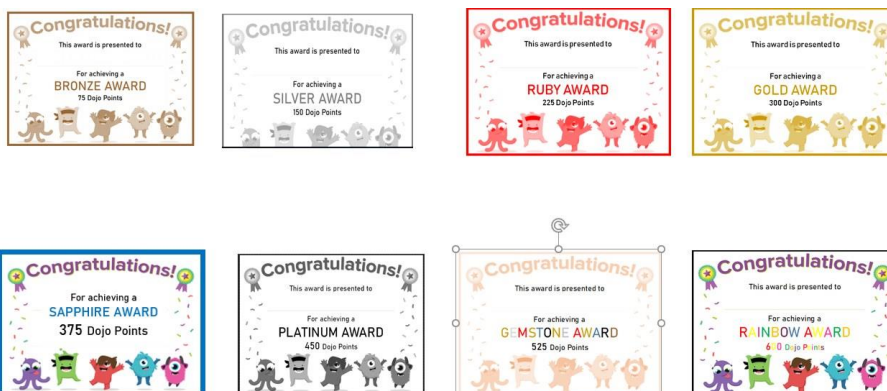 Congratulations!
This award is presented to
For achieving a
BRONZE AWARD
75 Dojo Points
Congratulations!
This award is presented to
For achieving a
SILVER AWARD
150 Dojo Points
Congratulations!
This award is presented to
For achieving a
RUBY AWARD
225 Dojo Points
Congratulations!
This award is presented to
For achieving a
GOLD AWARD
300 Dojo Points
Congratulations!
For achieving a
SAPPHIRE AWARD
375 Dojo Points
Congratulations!
This award is presented to
For achieving a
PLATINUM AWARD
450 Dojo Points
Congratulations!
This award is presented to
For achieving a
GEMSTONE AWARD
525 Dojo Points
Congratulations!
This award is presented to
For achieving a
RAINBOW AWARD
600 Dojo Points